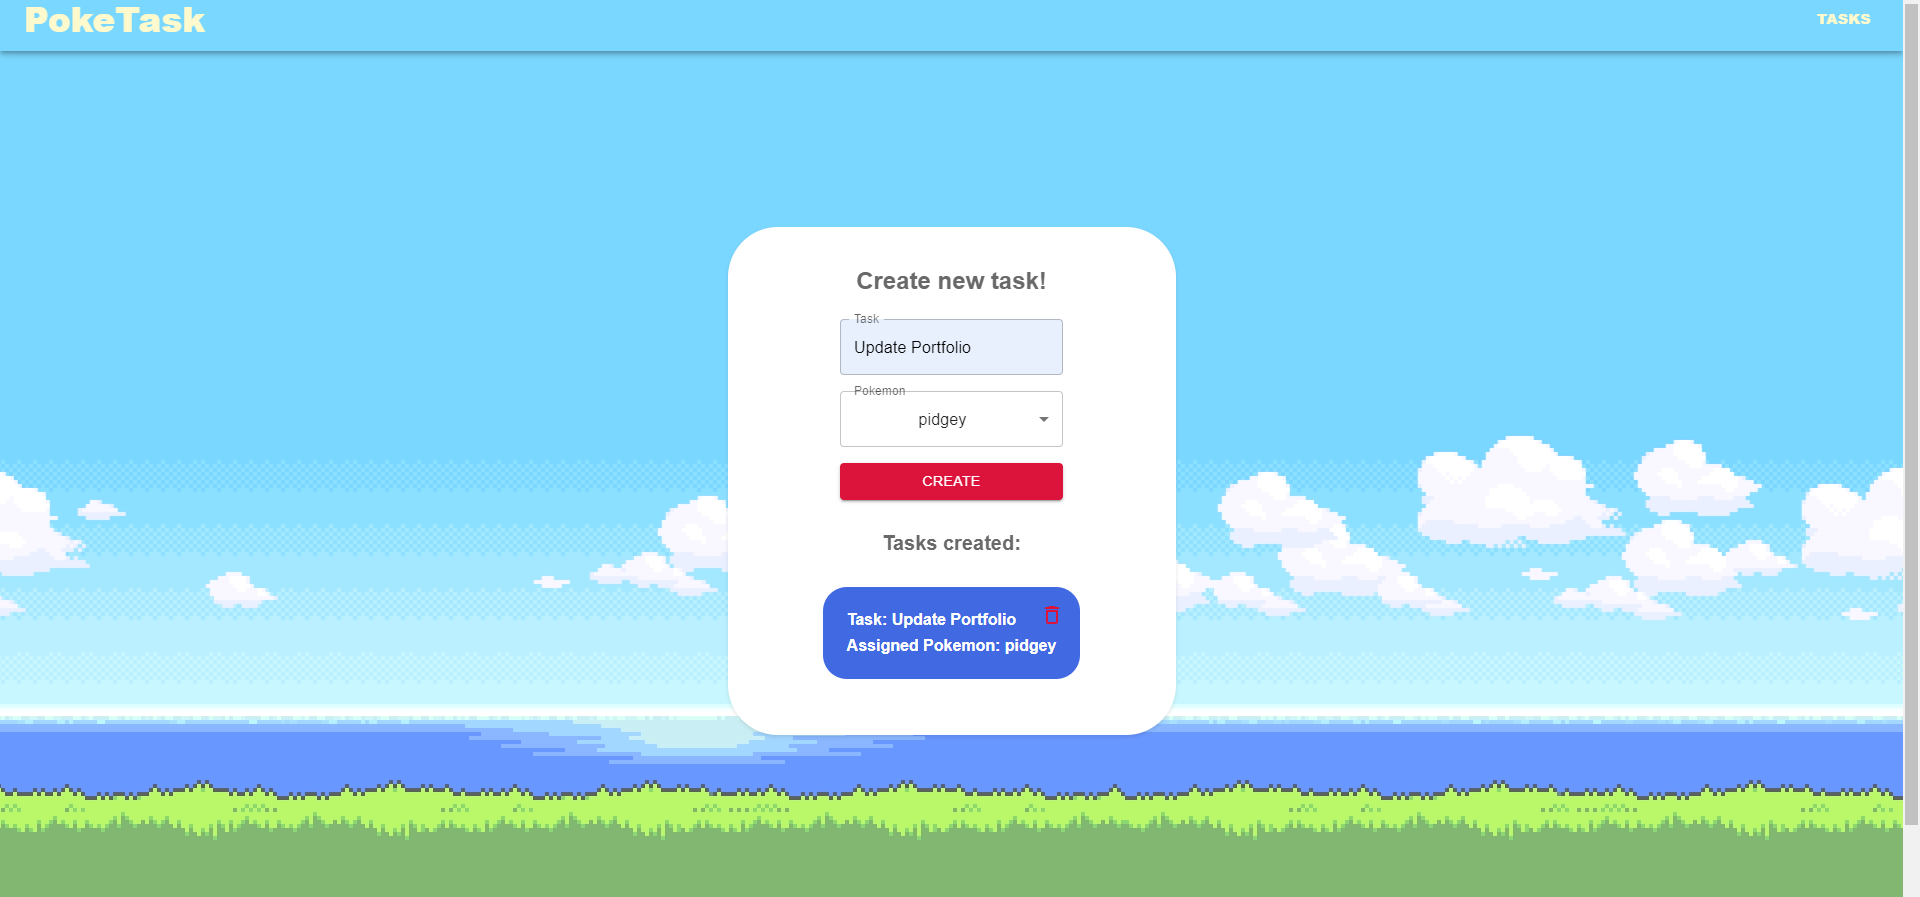 PokeTask
TASKS
Create new task!
Task
Update Portfolio
Pokemon
pidgey
CREATE
Tasks created:
Task: Update Portfolio
Assigned Pokemon: pidgey